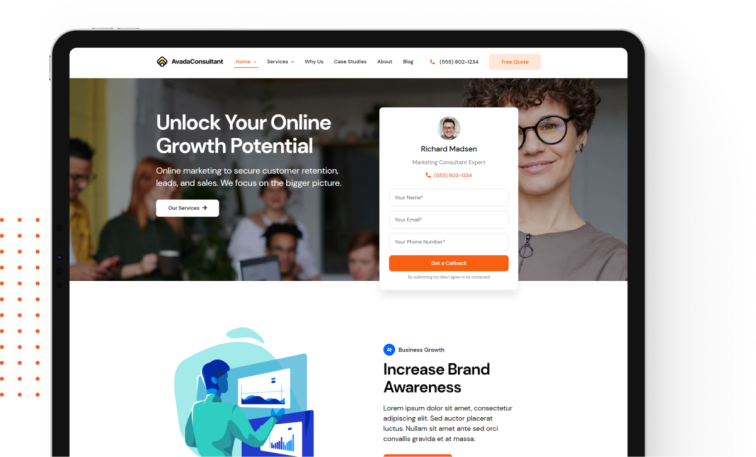 AvadaConsultant
Home Services Why Us Case Studies About Blog (555) 802-1234 Free Quote
Unlock Your Online
Growth Potential
Online marketing to secure customer retention,
leads, and sales. We focus on the bigger picture.
Our Services →
Richard Madsen
Marketing Consultant Expert
(555) 802-1234
Your Name*
Your Email*
Your Phone Number*
Get a Callback
By submitting my data I agree to be contacted
Business Growth
Increase Brand
Awareness
Lorem ipsum dolor sit amet, consectetur
adipiscing elit. Sed auctor placerat
luctus. Nullam sit amet ante sed orci
convallis gravida et at massa.